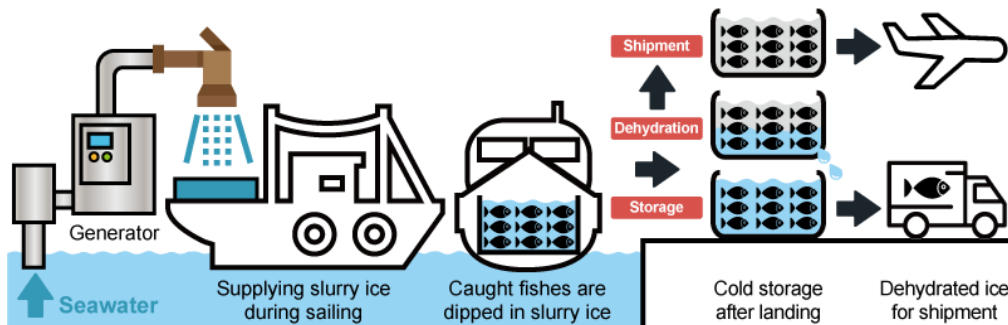 Shipment
Dehydration
Storage
Generator
Seawater
Supplying slurry ice
during sailing
Caught fishes are
dipped in slurry ice
Cold storage
after landing
Dehydrated ice
for shipment